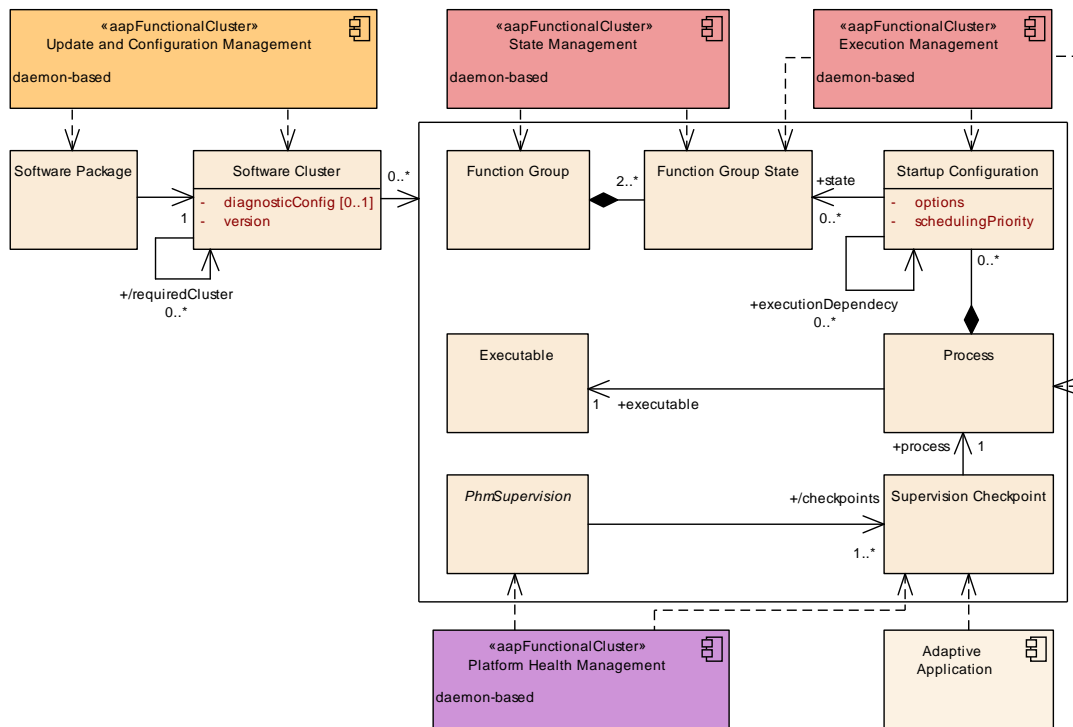 «aapFunctionalCluster»
Update and Configuration Management
daemon-based
«aapFunctionalCluster»
State Management
daemon-based
«aapFunctionalCluster»
Execution Management
daemon-based
Software Package
1
Software Cluster
- diagnosticConfig [0..1]
- version
0..*
+/requiredCluster
0..*
Function Group
2..*
Function Group State
+state
0..*
Startup Configuration
- options
- schedulingPriority
+executionDependecy
0..*
0..*
Executable
1
+executable
Process
+process
1
PhmSupervision
+/checkpoints
1..*
Supervision Checkpoint
«aapFunctionalCluster»
Platform Health Management
daemon-based
Adaptive
Application